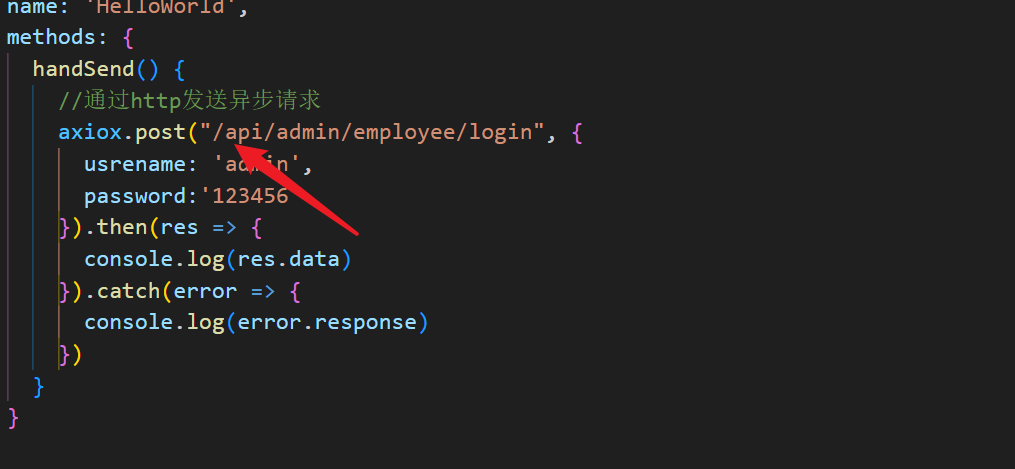 name: 'HelloWorld',
methods: {
handSend() {
//通过http发送异步请求
axiox.post("/api/admin/employee/login", {
usrename: 'admin',
password:'123456
}).then(res => {
console.log(res.data)
}).catch(error => {
console.log(error.response)
})
}
}